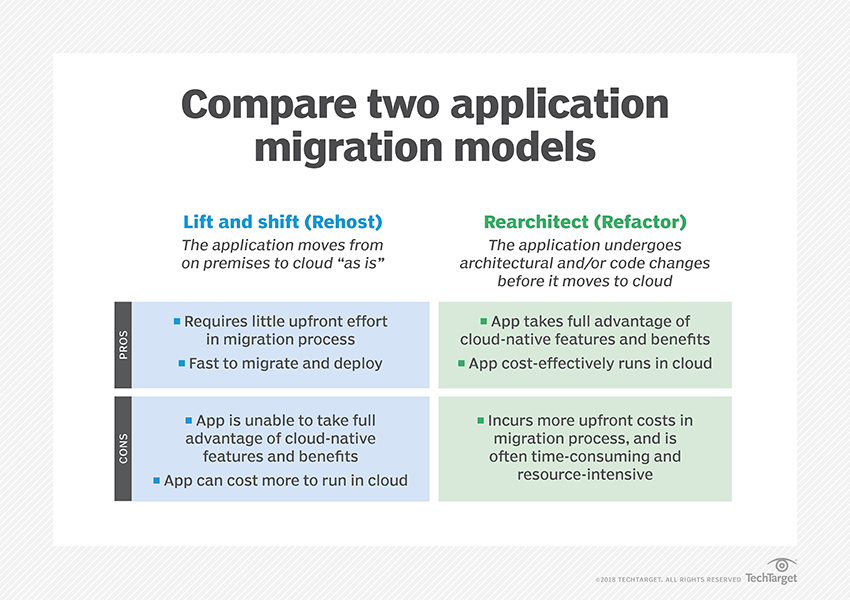 Compare two application
migration models
Lift and shift (Rehost)
The application moves from
on premises to cloud “as is”
Rearchitect (Refactor)
The application undergoes
architectural and/or code changes
before it moves to cloud
PROS
■ Requires little upfront effort
in migration process
■ Fast to migrate and deploy
■ App takes full advantage of
cloud-native features and benefits
■ App cost-effectively runs in cloud
CONS
■ App is unable to take full
advantage of cloud-native
features and benefits
■ App can cost more to run in cloud
■ Incurs more upfront costs in
migration process, and is
often time-consuming and
resource-intensive
©2018 TECHTARGET. ALL RIGHTS RESERVED TechTarget